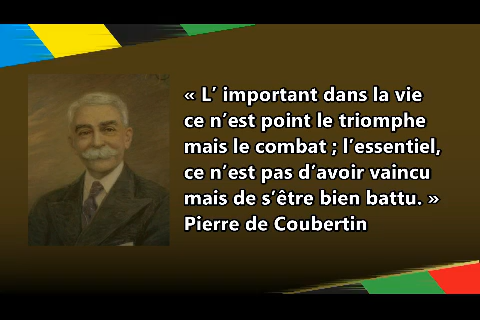 « L’ important dans la vie
ce n’est point le triomphe
mais le combat ; l’essentiel,
ce n’est pas d’avoir vaincu
mais de s’être bien battu. »
Pierre de Coubertin